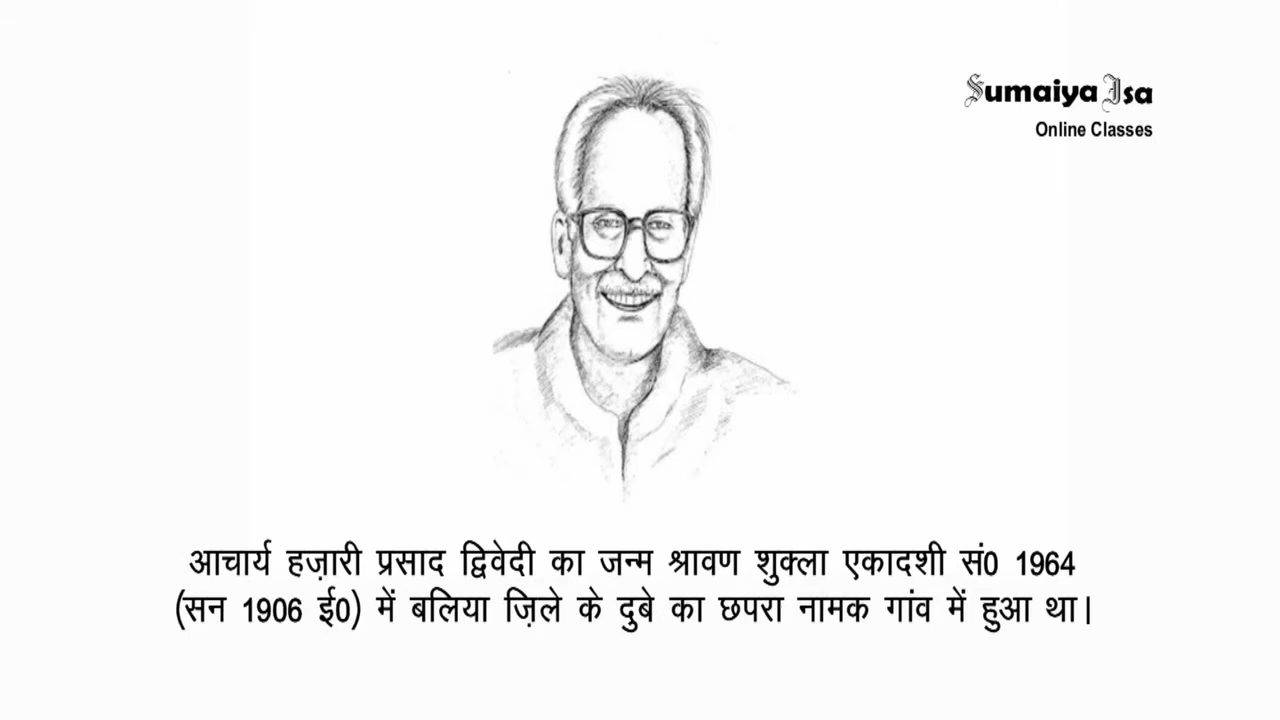 Sumaiya Isa
Online Classes
आचार्य हज़ारी प्रसाद द्विवेदी का जन्म श्रावण शुक्ला एकादशी सं0 1964
(सन 1906 ई0) में बलिया ज़िले के दुबे का छपरा नामक गांव में हुआ था।